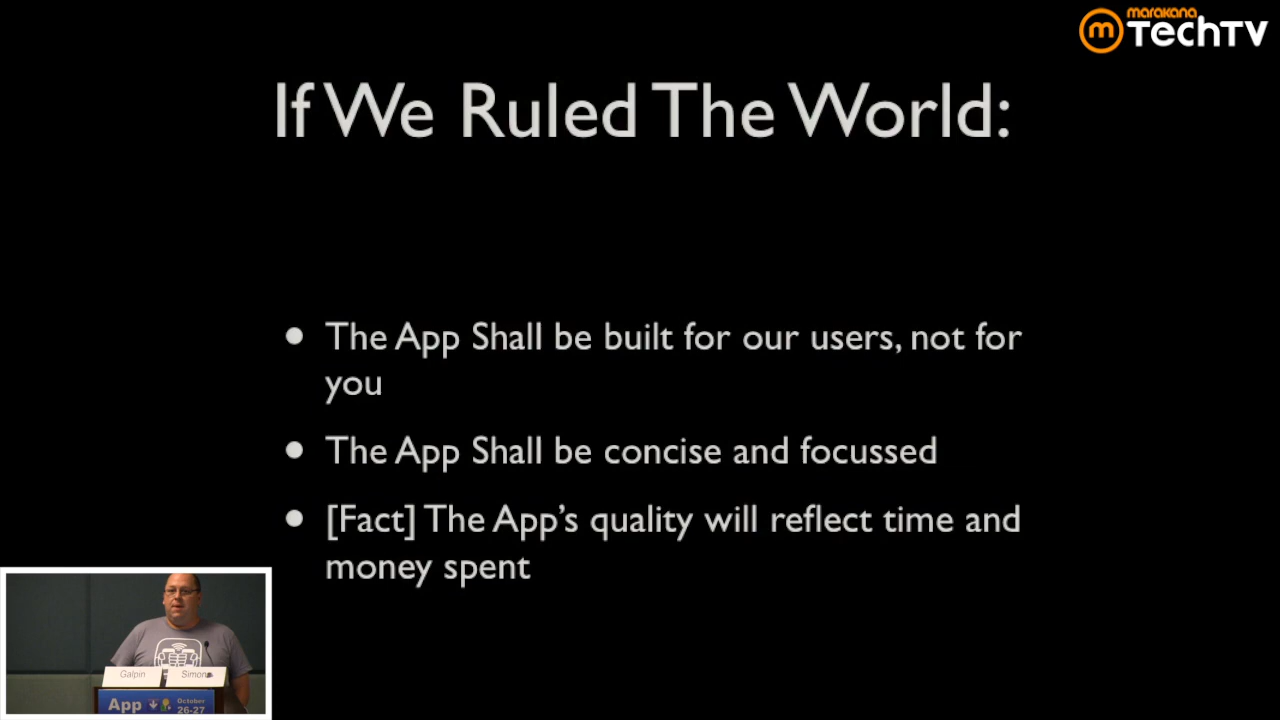 marakana
m TechTV
If We Ruled The World:
• The App Shall be built for our users, not for
you
• The App Shall be concise and focussed
• [Fact] The App's quality will reflect time and
money spent
Galpin
Simon
App
October
26-27